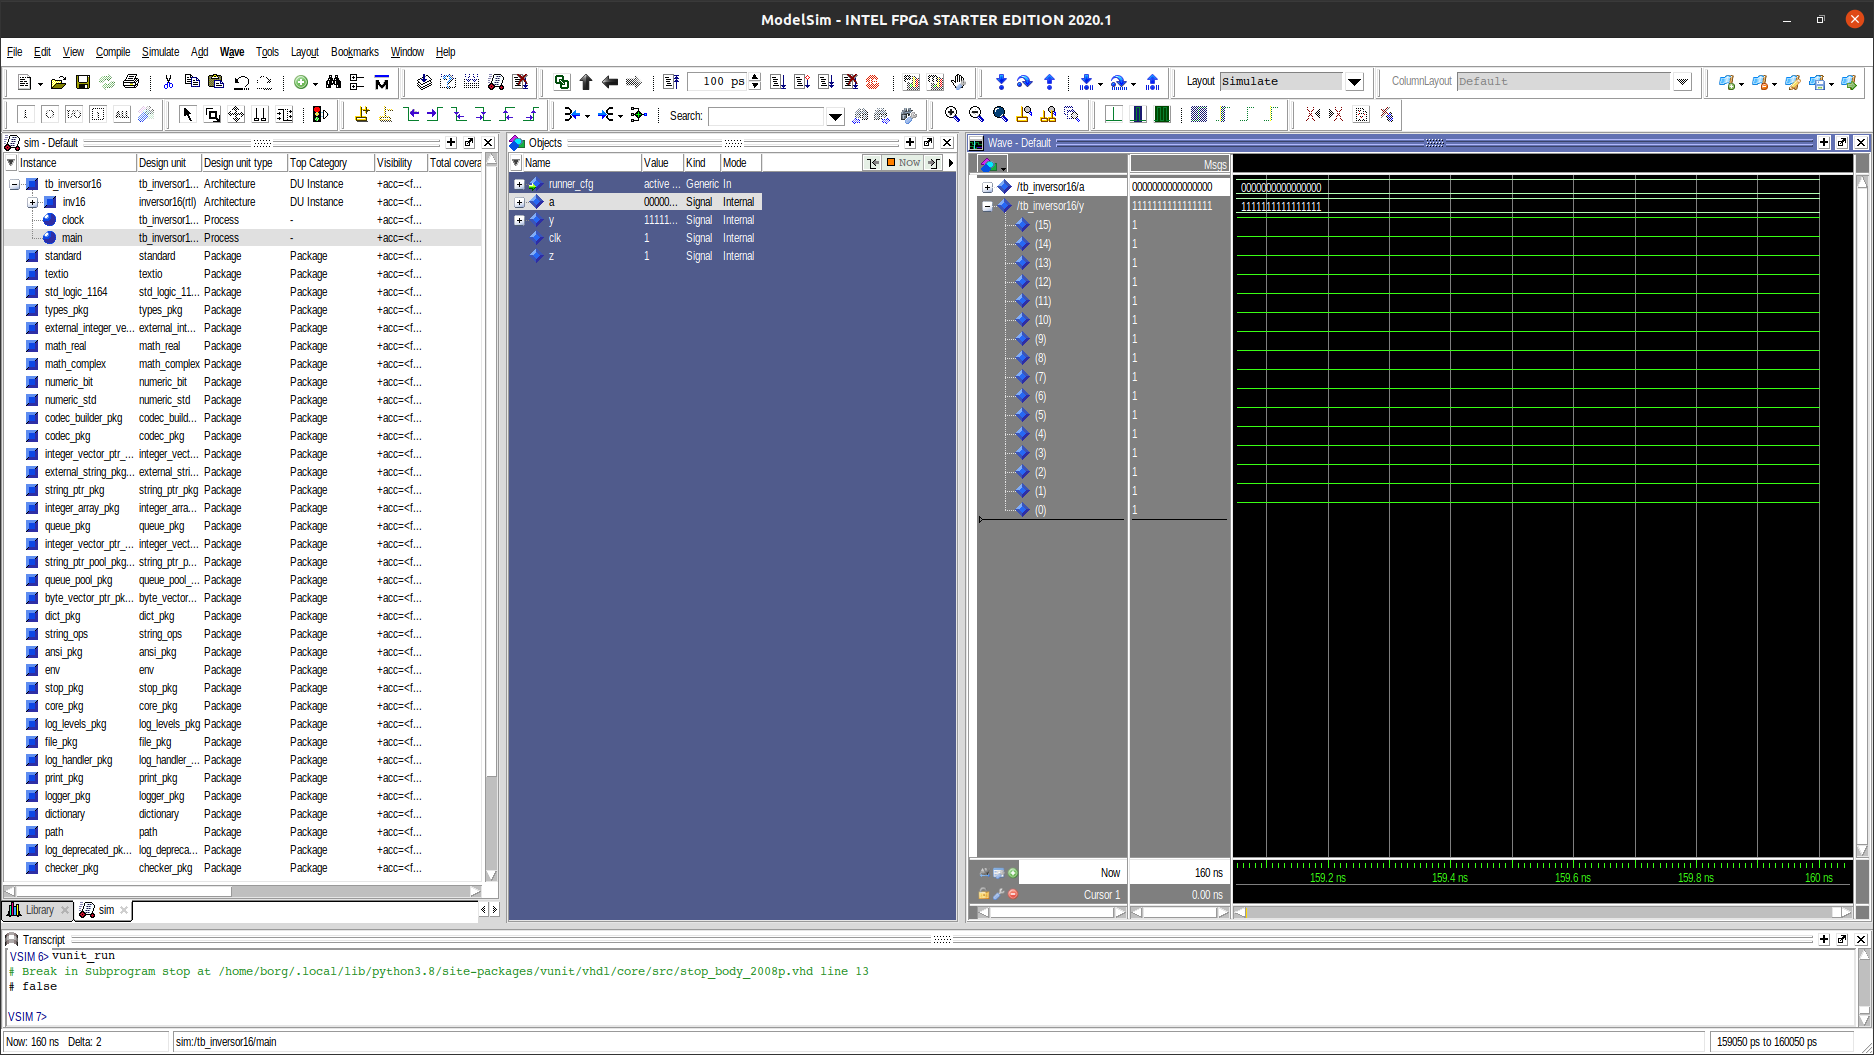 ModelSim - INTEL FPGA STARTER EDITION 2020.1
File Edit View Compile Simulate Add Wave Tools Layout Bookmarks Window Help
100 ps Layout Simulate ColumnLayout Default
Search:
sim - Default
Instance Design unit Design unit type Top Category Visibility Total covera
tb_inversor16 tb_inversor1... Architecture DU Instance +acc=<f...
inv16 inversor16(rtl) Architecture DU Instance +acc=<f...
clock tb_inversor1... Process - +acc=<f...
main tb_inversor1... Process - +acc=<f...
standard standard Package Package +acc=<f...
textio textio Package Package +acc=<f...
std_logic_1164 std_logic_11... Package Package +acc=<f...
types_pkg types_pkg Package Package +acc=<f...
external_integer_ve... external_int... Package Package +acc=<f...
math_real math_real Package Package +acc=<f...
math_complex math_complex Package Package +acc=<f...
numeric_bit numeric_bit Package Package +acc=<f...
numeric_std numeric_std Package Package +acc=<f...
codec_builder_pkg codec_build... Package Package +acc=<f...
codec_pkg codec_pkg Package Package +acc=<f...
integer_vector_ptr_... integer_vect... Package Package +acc=<f...
external_string_pkg... external_stri... Package Package +acc=<f...
string_ptr_pkg string_ptr_pkg Package Package +acc=<f...
integer_array_pkg integer_arra... Package Package +acc=<f...
queue_pkg queue_pkg Package Package +acc=<f...
integer_vector_ptr_... integer_vect... Package Package +acc=<f...
string_ptr_pool_pkg... string_ptr_p... Package Package +acc=<f...
queue_pool_pkg queue_pool_... Package Package +acc=<f...
byte_vector_ptr_pk... byte_vector... Package Package +acc=<f...
dict_pkg dict_pkg Package Package +acc=<f...
string_ops string_ops Package Package +acc=<f...
ansi_pkg ansi_pkg Package Package +acc=<f...
env env Package Package +acc=<f...
stop_pkg stop_pkg Package Package +acc=<f...
core_pkg core_pkg Package Package +acc=<f...
log_levels_pkg log_levels_pkg Package Package +acc=<f...
file_pkg file_pkg Package Package +acc=<f...
log_handler_pkg log_handler_... Package Package +acc=<f...
print_pkg print_pkg Package Package +acc=<f...
logger_pkg logger_pkg Package Package +acc=<f...
dictionary dictionary Package Package +acc=<f...
path path Package Package +acc=<f...
log_deprecated_pk... log_depreca... Package Package +acc=<f...
checker_pkg checker_pkg Package Package +acc=<f...
Library sim
Objects
Name Value Kind Mode Now
runner_cfg active ... Generic In
a 00000... Signal Internal
y 11111... Signal Internal
clk 1 Signal Internal
z 1 Signal Internal
Wave - Default
Msgs
/tb_inversor16/a 0000000000000000 0000000000000000
/tb_inversor16/y 1111111111111111 1111111111111111
(15) 1
(14) 1
(13) 1
(12) 1
(11) 1
(10) 1
(9) 1
(8) 1
(7) 1
(6) 1
(5) 1
(4) 1
(3) 1
(2) 1
(1) 1
(0) 1
Now 160 ns 159.2 ns 159.4 ns 159.6 ns 159.8 ns 160 ns
Cursor 1 0.00 ns
Transcript
VSIM 6> vunit_run
# Break in Subprogram stop at /home/borg/.local/lib/python3.8/site-packages/vunit/vhdl/core/src/stop_body_2008p.vhd line 13
# false
VSIM 7>
Now: 160 ns Delta: 2 sim:/tb_inversor16/main 159050 ps to 160050 ps